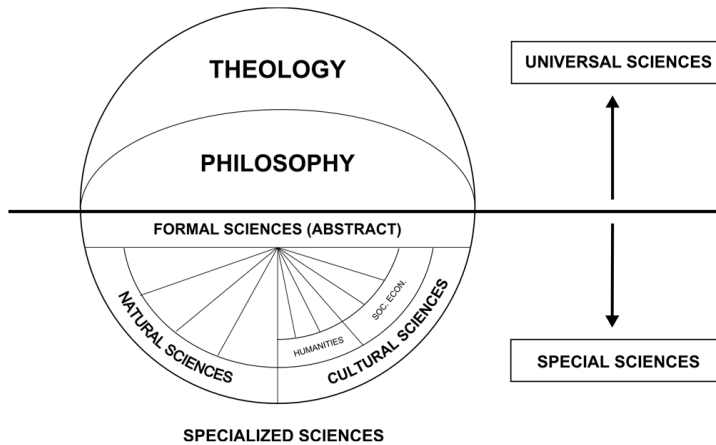 THEOLOGY
UNIVERSAL SCIENCES
PHILOSOPHY
FORMAL SCIENCES (ABSTRACT)
NATURAL SCIENCES
HUMANITIES
SOC. ECON.
CULTURAL SCIENCES
SPECIAL SCIENCES
SPECIALIZED SCIENCES